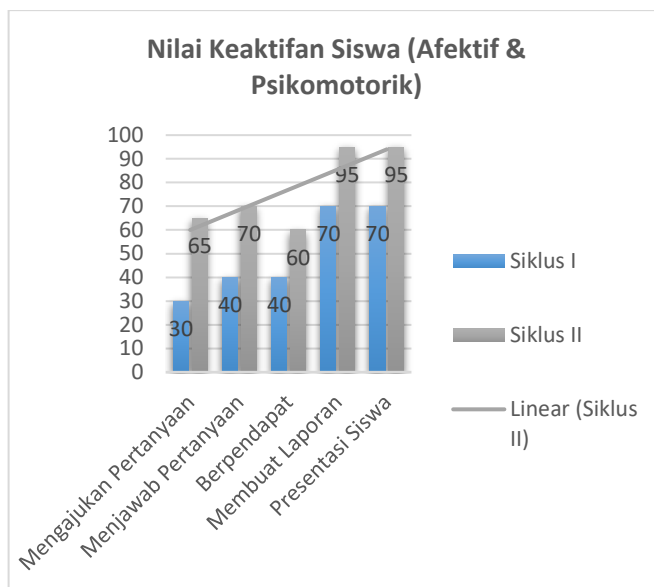 Nilai Keaktifan Siswa (Afektif &
Psikomotorik)
100
90
80
70
60
50
40
30
20
10
0
30
40
40
70
70
65
70
60
95
95
Mengajukan Pertanyaan
Menjawab Pertanyaan
Berpendapat
Membuat Laporan
Presentasi Siswa
Siklus I
Siklus II
Linear (Siklus
II)